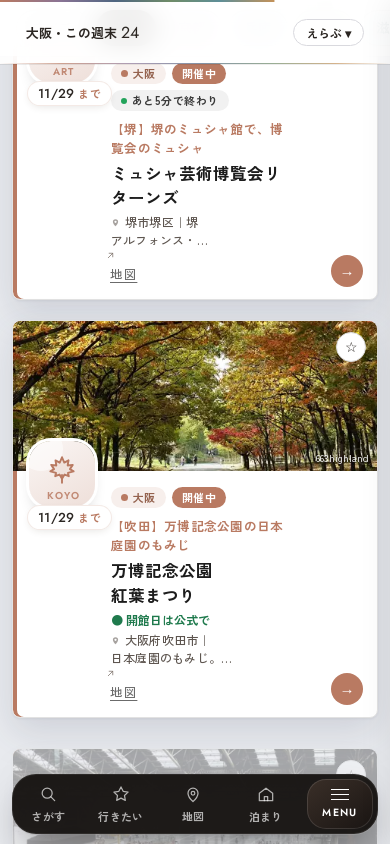 大阪・この週末 24
えらぶ ▾
ART
11/29 まで
大阪
開催中
あと5分で終わり
【堺】堺のミュシャ館で、博
覧会のミュシャ
ミュシャ芸術博覧会リ
ターンズ
堺市堺区｜堺
アルフォンス・…
地図
→
☆
663highland
KOYO
11/29 まで
大阪
開催中
【吹田】万博記念公園の日本
庭園のもみじ
万博記念公園
紅葉まつり
開館日は公式で
大阪府吹田市｜
日本庭園のもみじ。…
地図
→
さがす
行きたい
地図
泊まり
MENU